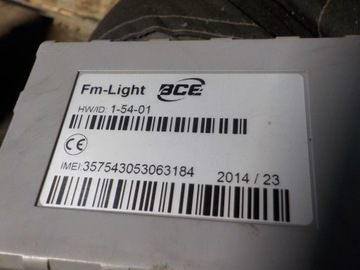 Fm-Light ACE
HW/ID: 1-54-01
CE
IMEI:357543053063184 2014 / 23